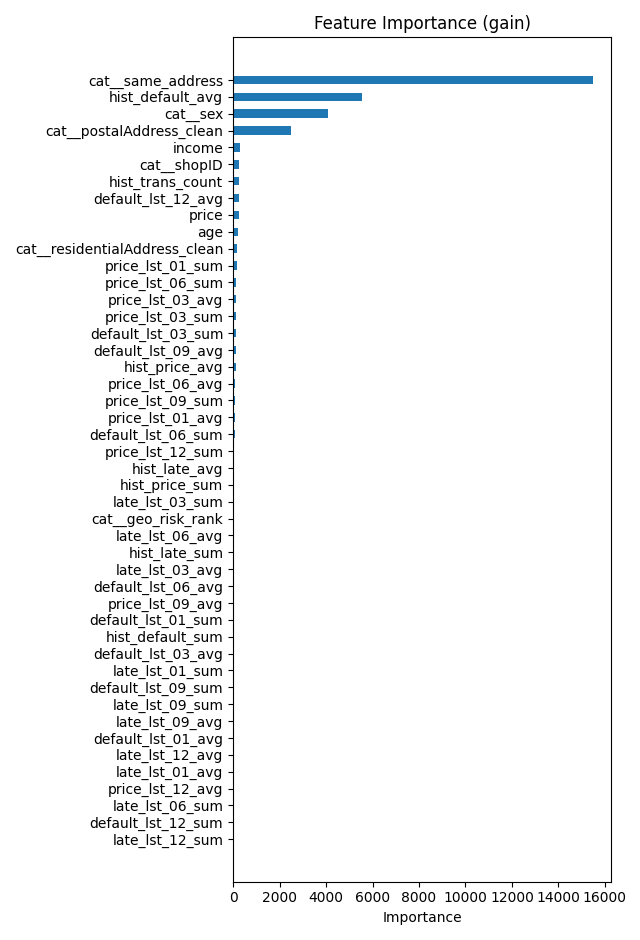 Feature Importance (gain)
cat__same_address
hist_default_avg
cat__sex
cat__postalAddress_clean
income
cat__shopID
hist_trans_count
default_lst_12_avg
price
age
cat__residentialAddress_clean
price_lst_01_sum
price_lst_06_sum
price_lst_03_avg
price_lst_03_sum
default_lst_03_sum
default_lst_09_avg
hist_price_avg
price_lst_06_avg
price_lst_09_sum
price_lst_01_avg
default_lst_06_sum
price_lst_12_sum
hist_late_avg
hist_price_sum
late_lst_03_sum
cat__geo_risk_rank
late_lst_06_avg
hist_late_sum
late_lst_03_avg
default_lst_06_avg
price_lst_09_avg
default_lst_01_sum
hist_default_sum
default_lst_03_avg
late_lst_01_sum
default_lst_09_sum
late_lst_09_sum
late_lst_09_avg
default_lst_01_avg
late_lst_12_avg
late_lst_01_avg
price_lst_12_avg
late_lst_06_sum
default_lst_12_sum
late_lst_12_sum
0 2000 4000 6000 8000 10000 12000 14000 16000
Importance